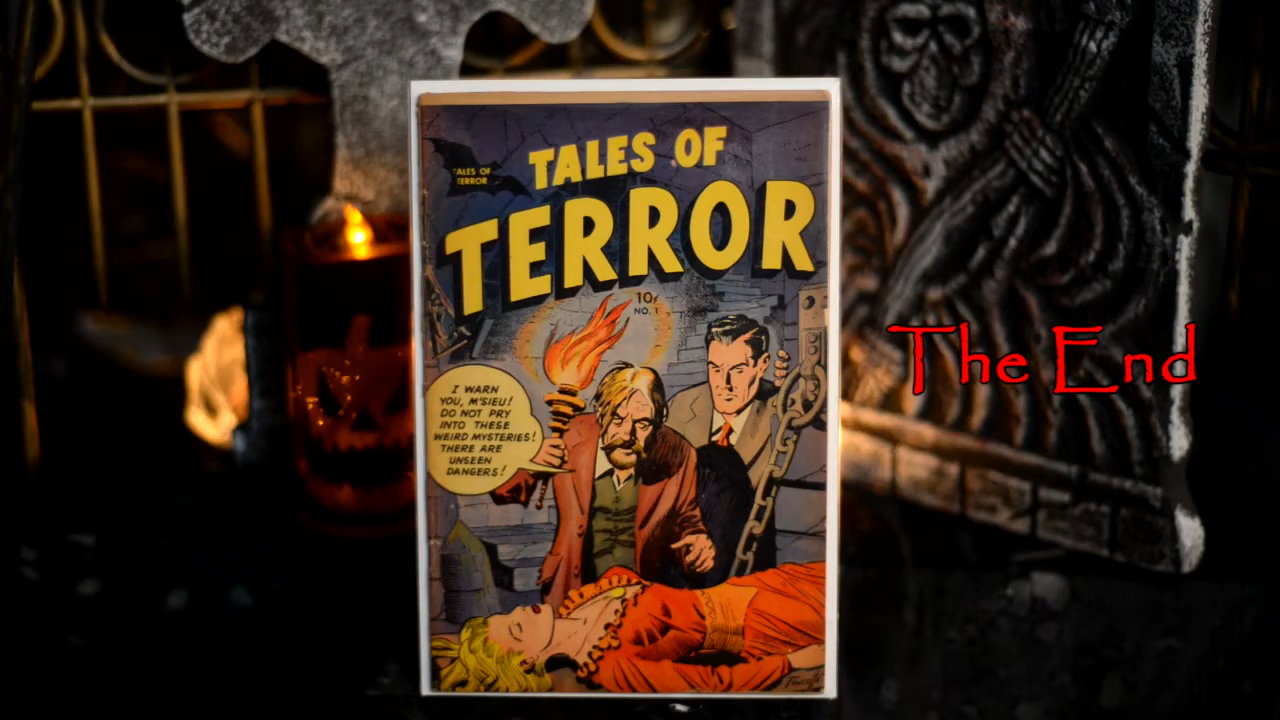 TALES OF
TERROR
TALES OF
TERROR
10¢
NO. 1
I WARN
YOU, M'SIEU!
DO NOT PRY
INTO THESE
WEIRD MYSTERIES!
THERE ARE
UNSEEN
DANGERS!
The End